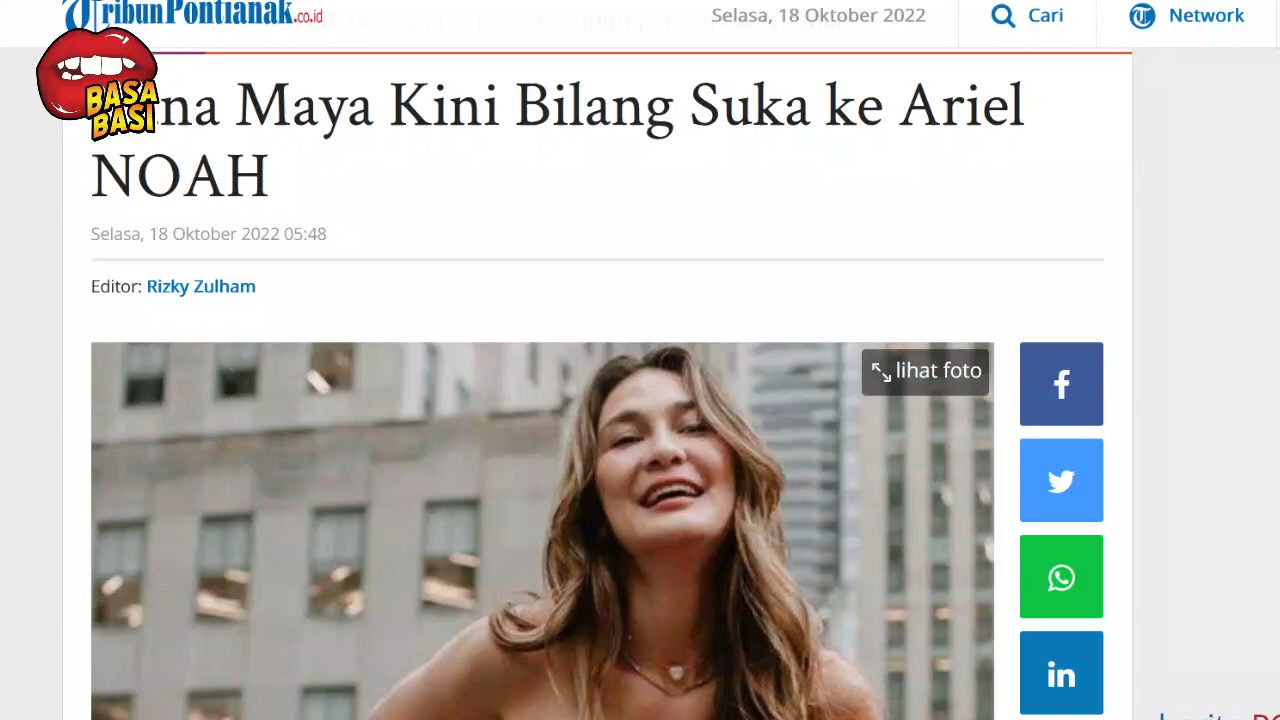 TribunPontianak.co.id
Selasa, 18 Oktober 2022
Cari
Network
BASA
BASI
na Maya Kini Bilang Suka ke Ariel
NOAH
Selasa, 18 Oktober 2022 05:48
Editor: Rizky Zulham
lihat foto